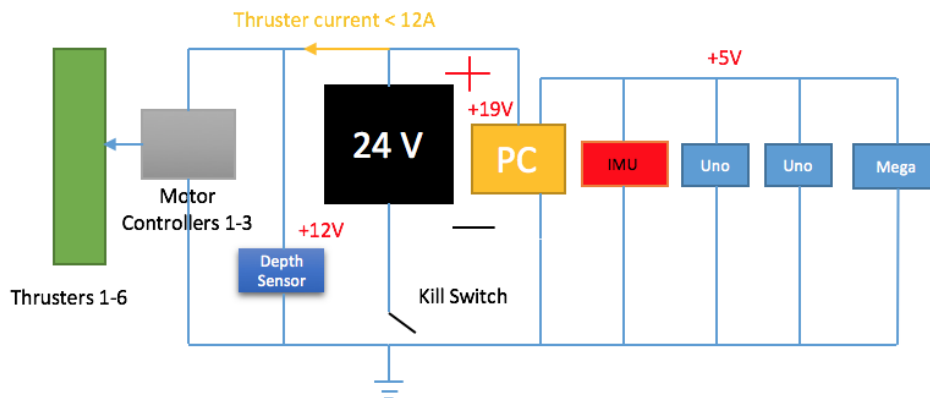 Thruster current < 12A
+5V
+19V
24 V
PC
IMU
Uno
Uno
Mega
Motor
Controllers 1-3
+12V
Depth
Sensor
Kill Switch
Thrusters 1-6